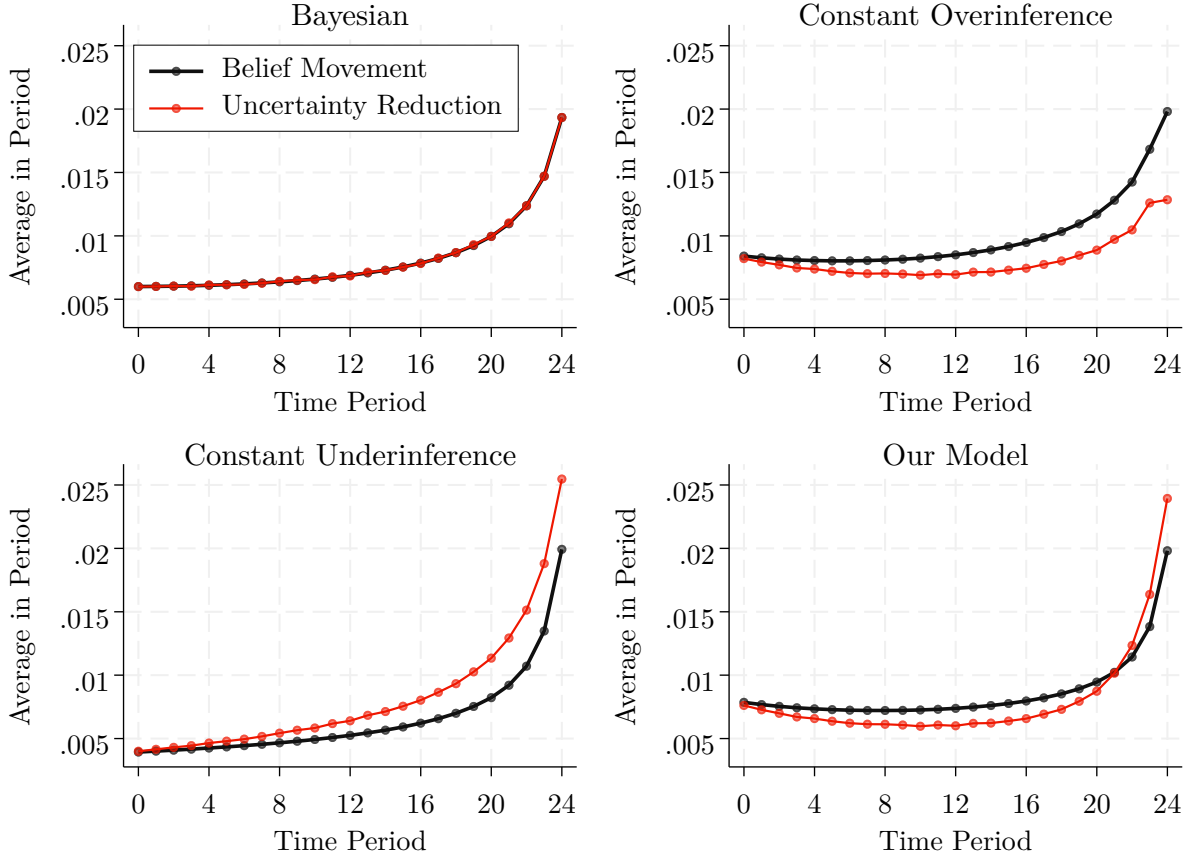 Bayesian
Average in Period
.025
.02
.015
.01
.005
Belief Movement
Uncertainty Reduction
0 4 8 12 16 20 24
Time Period
Constant Overinference
Average in Period
.025
.02
.015
.01
.005
0 4 8 12 16 20 24
Time Period
Constant Underinference
Average in Period
.025
.02
.015
.01
.005
0 4 8 12 16 20 24
Time Period
Our Model
Average in Period
.025
.02
.015
.01
.005
0 4 8 12 16 20 24
Time Period